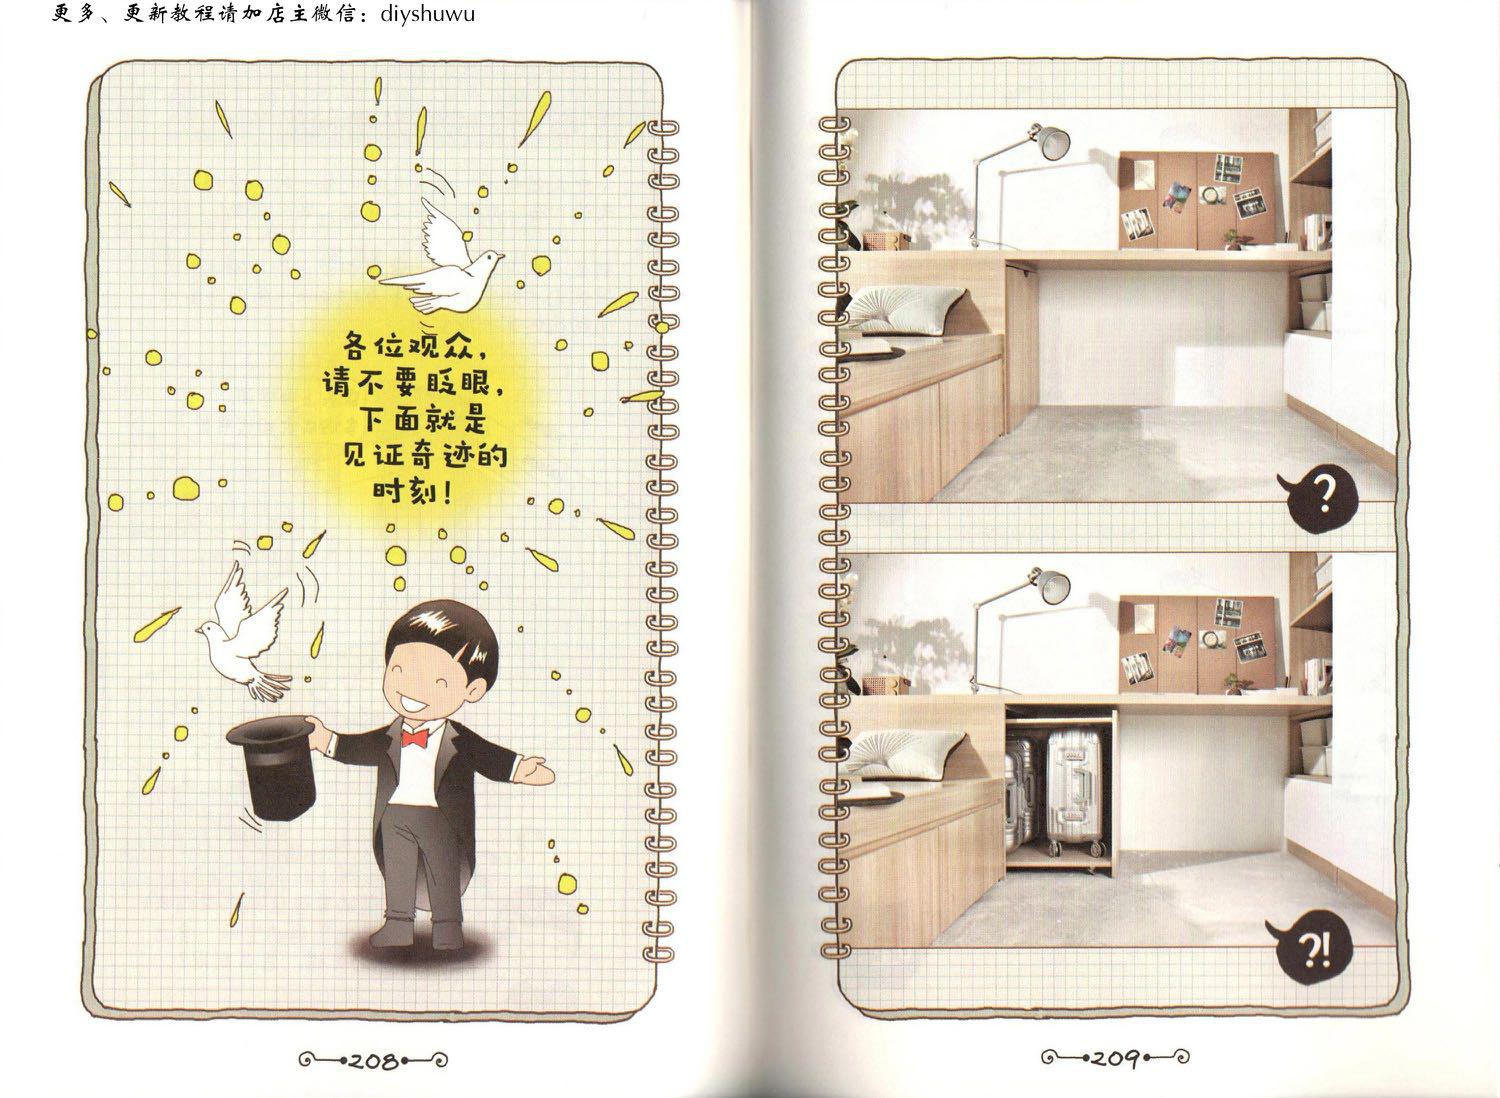 更多、更新教程请加店主微信：diyshuwu
各位观众，
请不要眨眼，
下面就是
见证奇迹的
时刻！
208
?
?!
209